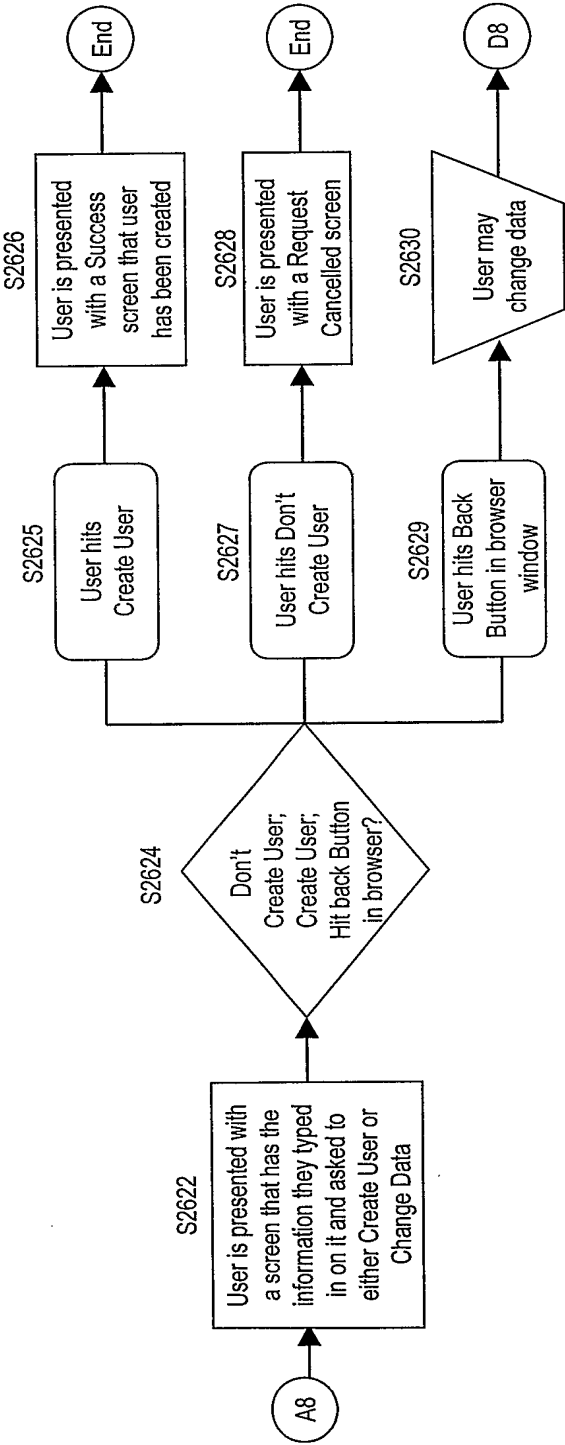 A8
S2622
User is presented with
a screen that has the
information they typed
in on it and asked to
either Create User or
Change Data
S2624
Don't
Create User;
Create User;
Hit back Button
in browser?
S2625
User hits
Create User
S2626
User is presented
with a Success
screen that user
has been created
End
S2627
User hits Don't
Create User
S2628
User is presented
with a Request
Cancelled screen
End
S2629
User hits Back
Button in browser
window
S2630
User may
change data
D8